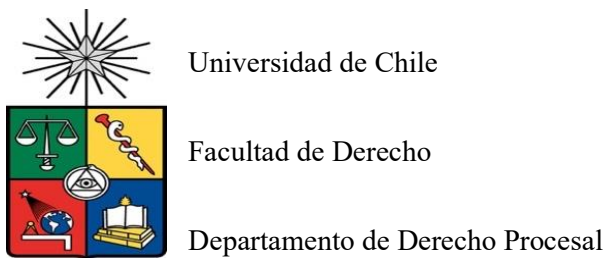 Universidad de Chile
Facultad de Derecho
Departamento de Derecho Procesal